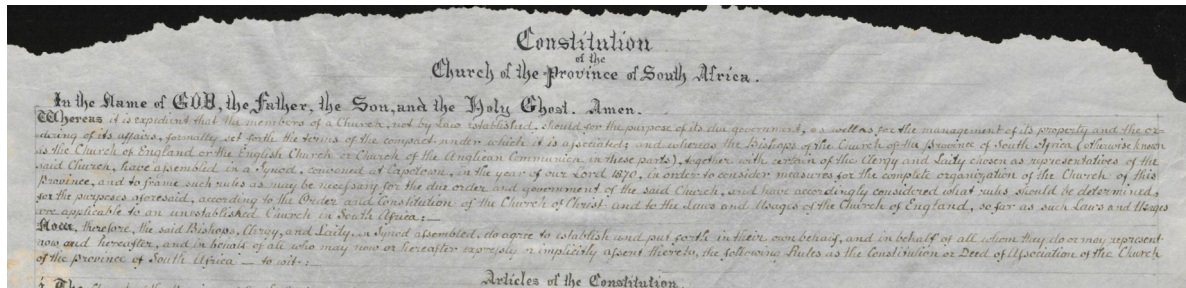 Constitution
of the
Church of the Province of South Africa.
In the Name of GOD, the Father, the Son, and the Holy Ghost. Amen.
Whereas it is expedient that the members of a Church, not by Law established, should for the purpose of its due government, as well as for the management of its property and the or-
dering of its affairs, formally set forth the terms of the compact under which it is associated; and whereas the Bishops of the Church of the Province of South Africa (otherwise known
as the Church of England or the English Church or Church of the Anglican Communion in these parts), together with certain of the Clergy and Laity chosen as representatives of the
said Church, have assembled in a Synod, convened at Capetown, in the year of our Lord 1870, in order to consider measures for the complete organization of the Church of this
Province, and to frame such rules as may be necessary for the due order and government of the said Church, and have accordingly considered what rules should be determined,
for the purposes aforesaid, according to the Order and Constitution of the Church of Christ and to the Laws and Usages of the Church of England, so far as such Laws and Usages
are applicable to an unestablished Church in South Africa:—
Now, therefore, the said Bishops, Clergy, and Laity, in Synod assembled, do agree to establish and put forth in their own behalf, and in behalf of all whom they do or may represent
now and hereafter, and in behalf of all who may now or hereafter expressly or implicitly assent thereto, the following Rules as the Constitution or Deed of Association of the Church
of the Province of South Africa — to wit:—
Articles of the Constitution.
The